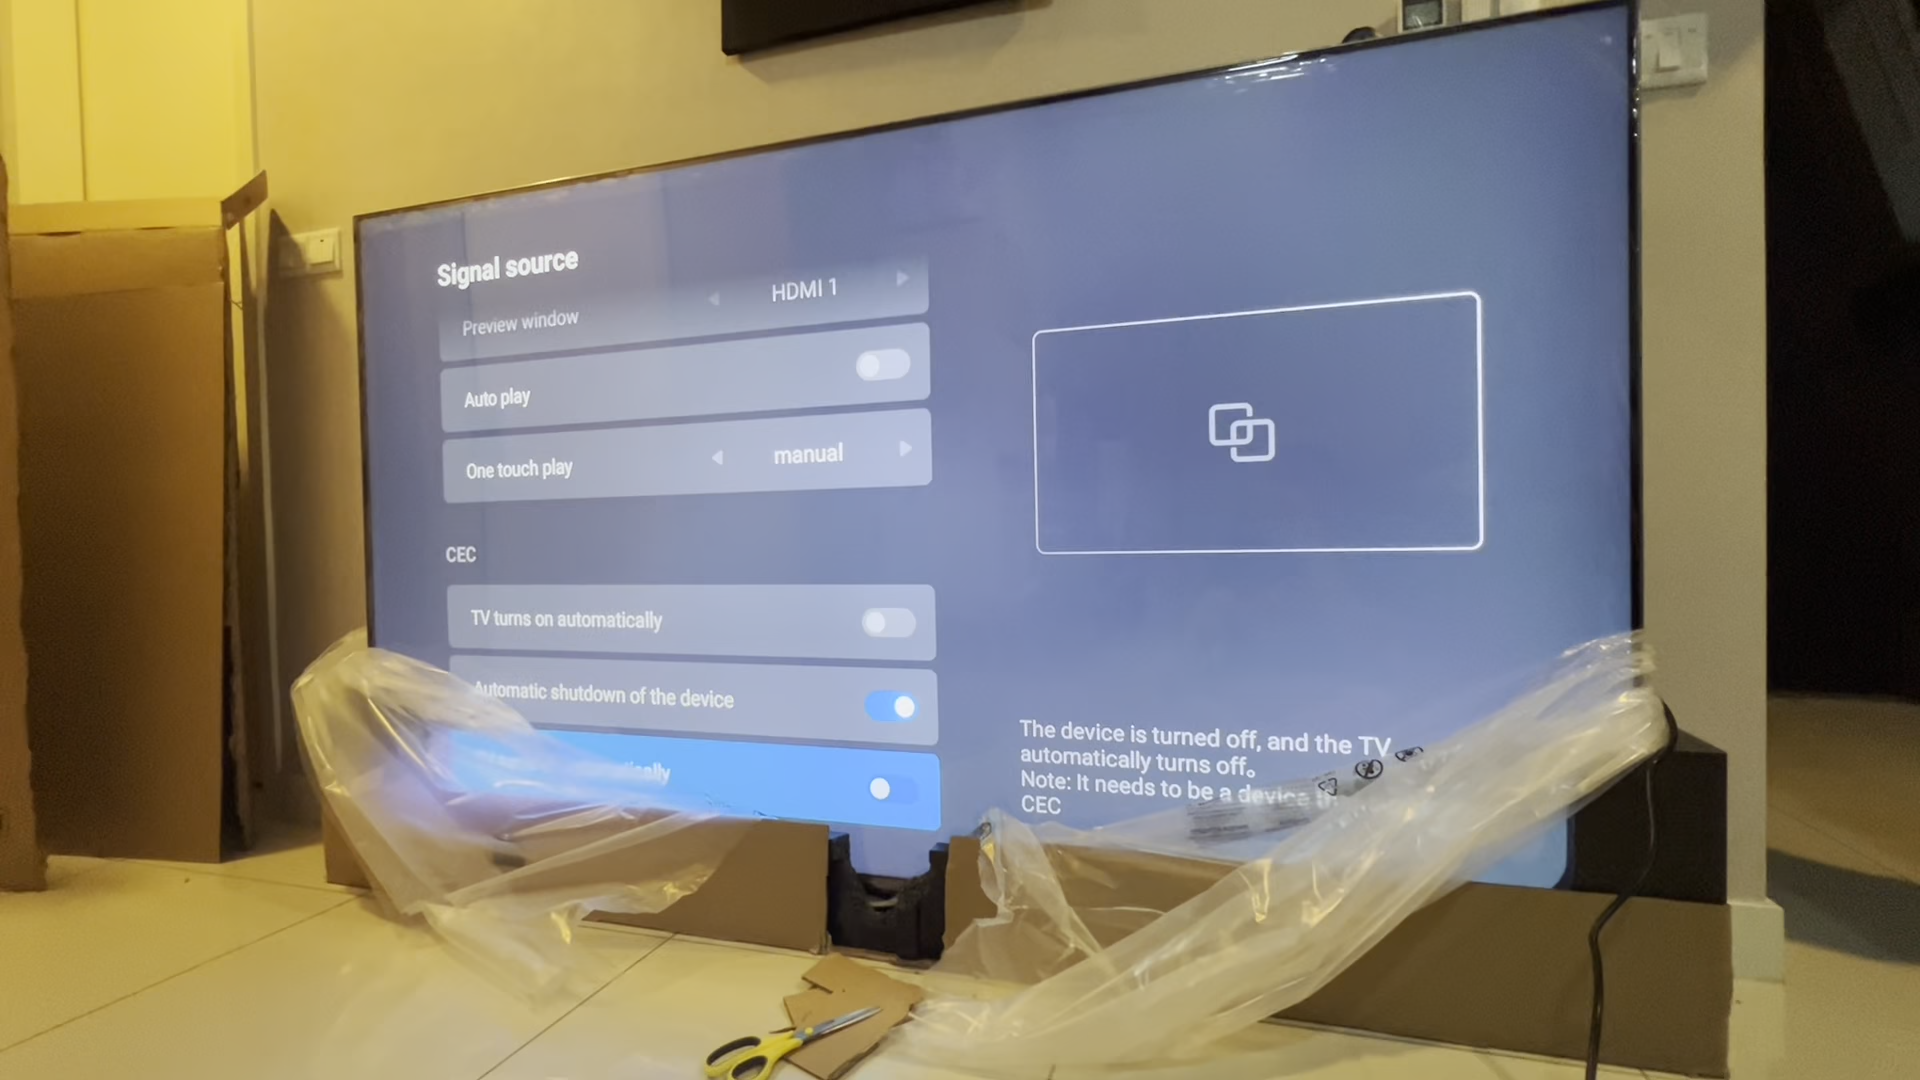 Signal source
Preview window
HDMI 1
Auto play
One touch play
manual
CEC
TV turns on automatically
Automatic shutdown of the device
The device is turned off, and the TV
automatically turns off。
Note: It needs to be a device
CEC